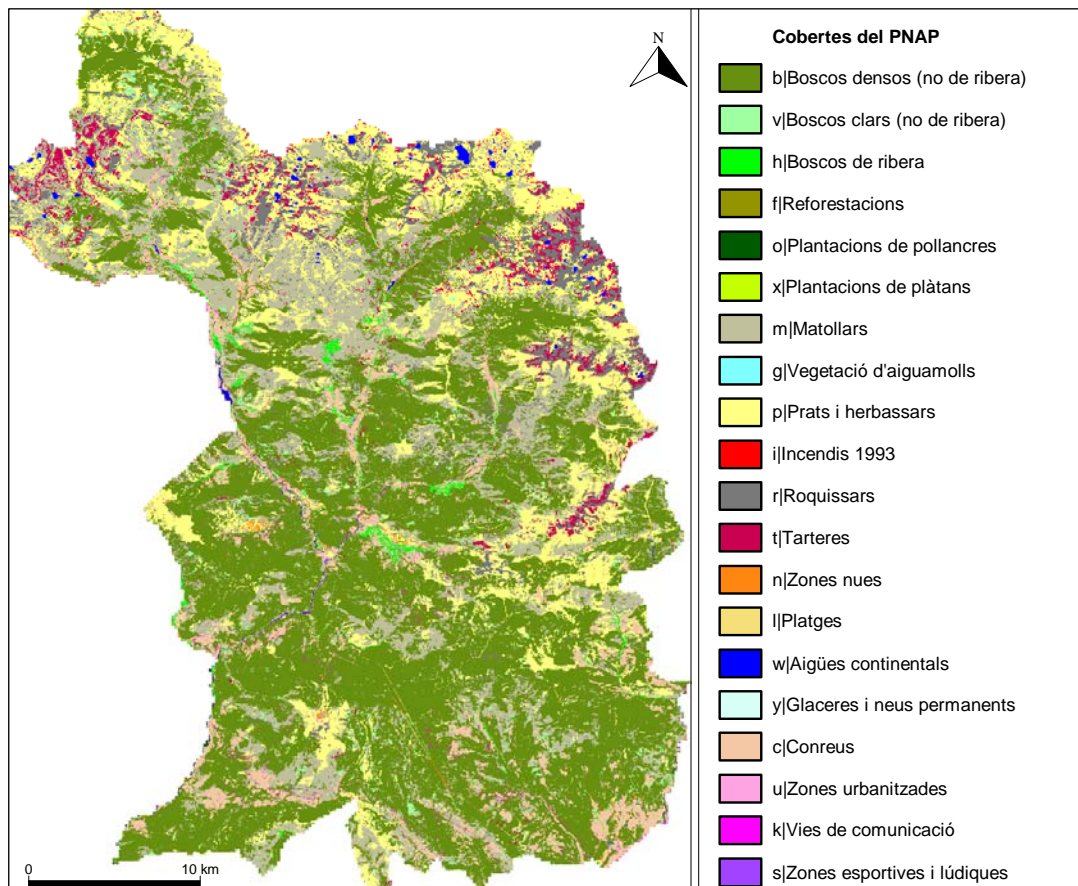 N
0
10 km
Cobertes del PNAP
b|Boscos densos (no de ribera)
v|Boscos clars (no de ribera)
h|Boscos de ribera
f|Reforestacions
o|Plantacions de pollancres
x|Plantacions de plàtans
m|Matollars
g|Vegetació d'aiguamolls
p|Prats i herbassars
i|Incendis 1993
r|Roquissars
t|Tarteres
n|Zones nues
l|Platges
w|Aigües continentals
y|Glaceres i neus permanents
c|Conreus
u|Zones urbanitzades
k|Vies de comunicació
s|Zones esportives i lúdiques